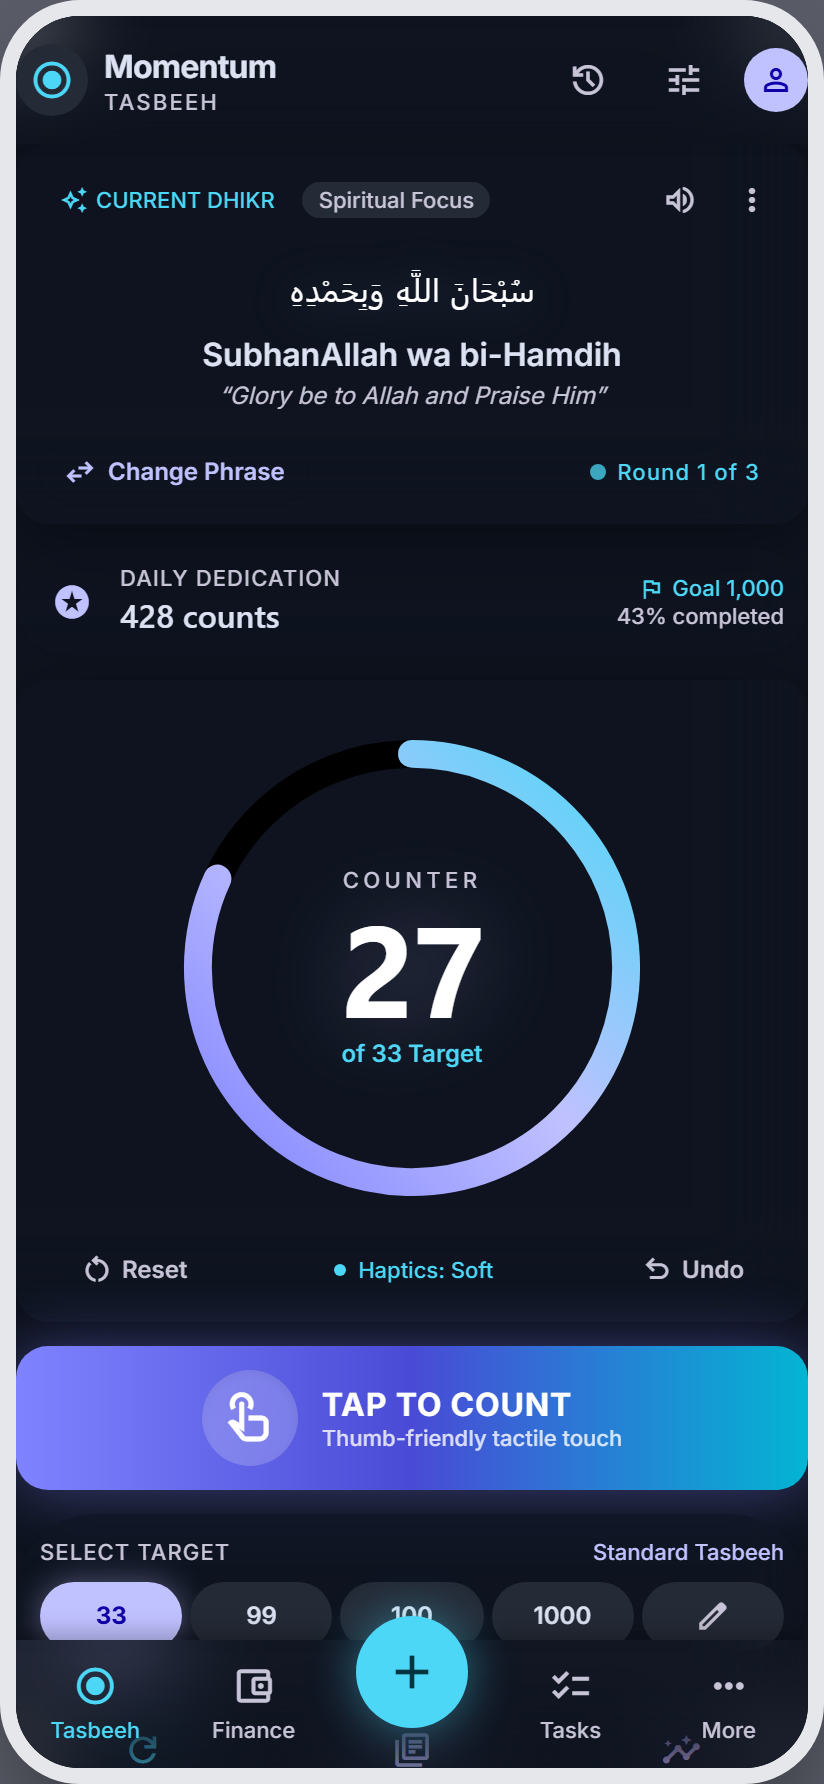 Momentum
TASBEEH
CURRENT DHIKR
Spiritual Focus
سُبْحَانَ اللَّهِ وَبِحَمْدِهِ
SubhanAllah wa bi-Hamdih
“Glory be to Allah and Praise Him”
Change Phrase
Round 1 of 3
DAILY DEDICATION
428 counts
Goal 1,000
43% completed
COUNTER
27
of 33 Target
Reset
Haptics: Soft
Undo
TAP TO COUNT
Thumb-friendly tactile touch
SELECT TARGET
Standard Tasbeeh
33
99
100
1000
Tasbeeh
Finance
Tasks
More